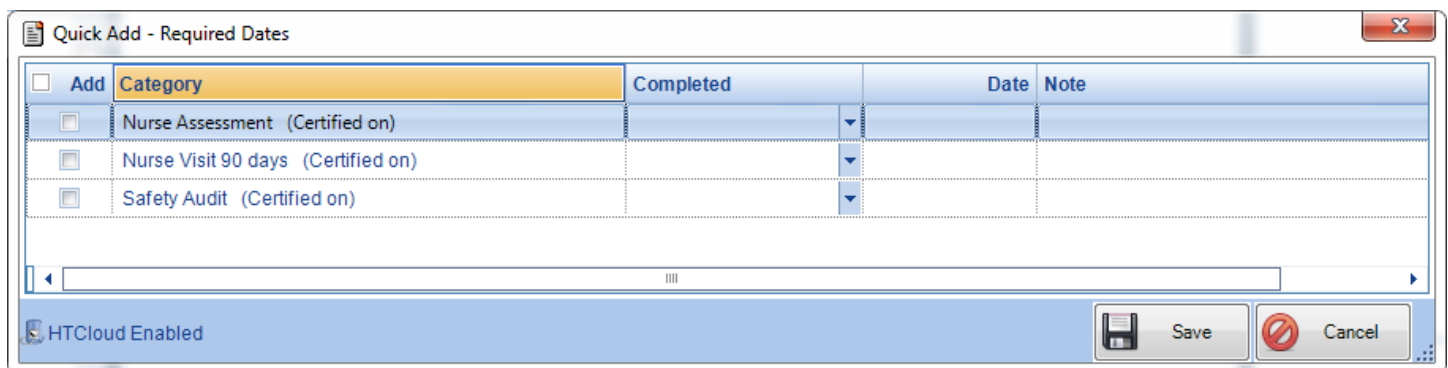 Quick Add - Required Dates
Add Category Completed Date Note
Nurse Assessment (Certified on)
Nurse Visit 90 days (Certified on)
Safety Audit (Certified on)
HTCloud Enabled Save Cancel